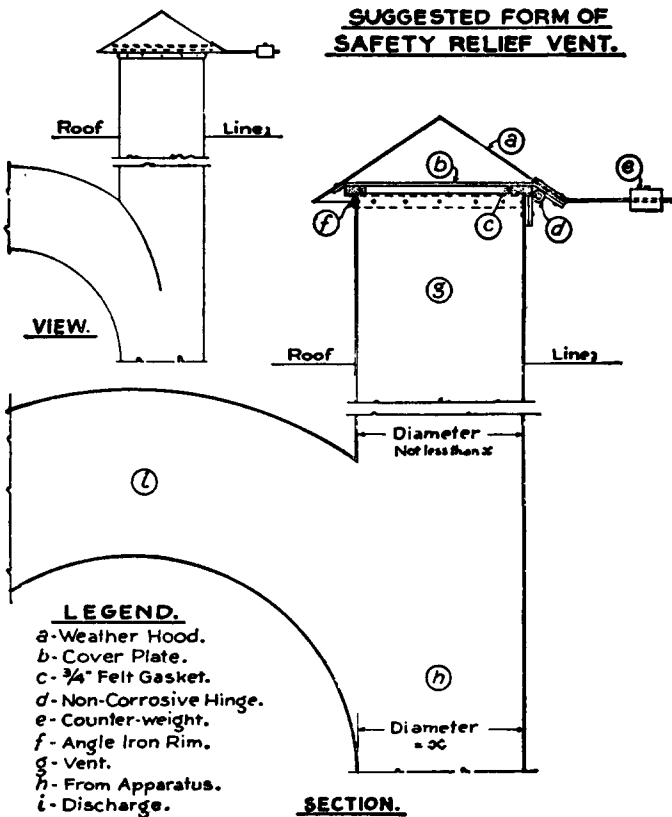 SUGGESTED FORM OF
SAFETY RELIEF VENT.
Roof Line
VIEW.
a
b
e
f
c
d
g
Roof Line
Diameter
Not less than x
l
LEGEND.
a - Weather Hood.
b - Cover Plate.
c - 3/4" Felt Gasket.
d - Non-Corrosive Hinge.
e - Counter-weight.
f - Angle Iron Rim.
g - Vent.
h - From Apparatus.
i - Discharge.
h
Diameter
= x
SECTION.